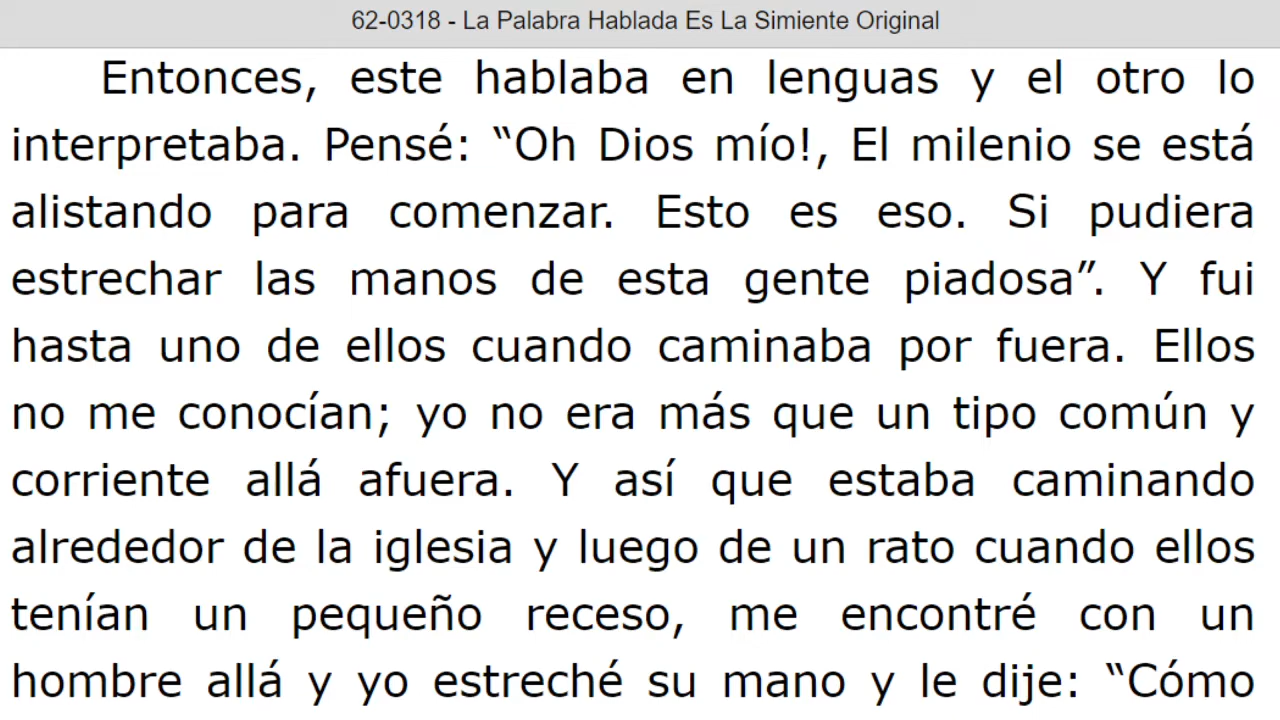 62-0318 - La Palabra Hablada Es La Simiente Original
Entonces, este hablaba en lenguas y el otro lo
interpretaba. Pensé: “Oh Dios mío!, El milenio se está
alistando para comenzar. Esto es eso. Si pudiera
estrechar las manos de esta gente piadosa”. Y fui
hasta uno de ellos cuando caminaba por fuera. Ellos
no me conocían; yo no era más que un tipo común y
corriente allá afuera. Y así que estaba caminando
alrededor de la iglesia y luego de un rato cuando ellos
tenían un pequeño receso, me encontré con un
hombre allá y yo estreché su mano y le dije: “Cómo